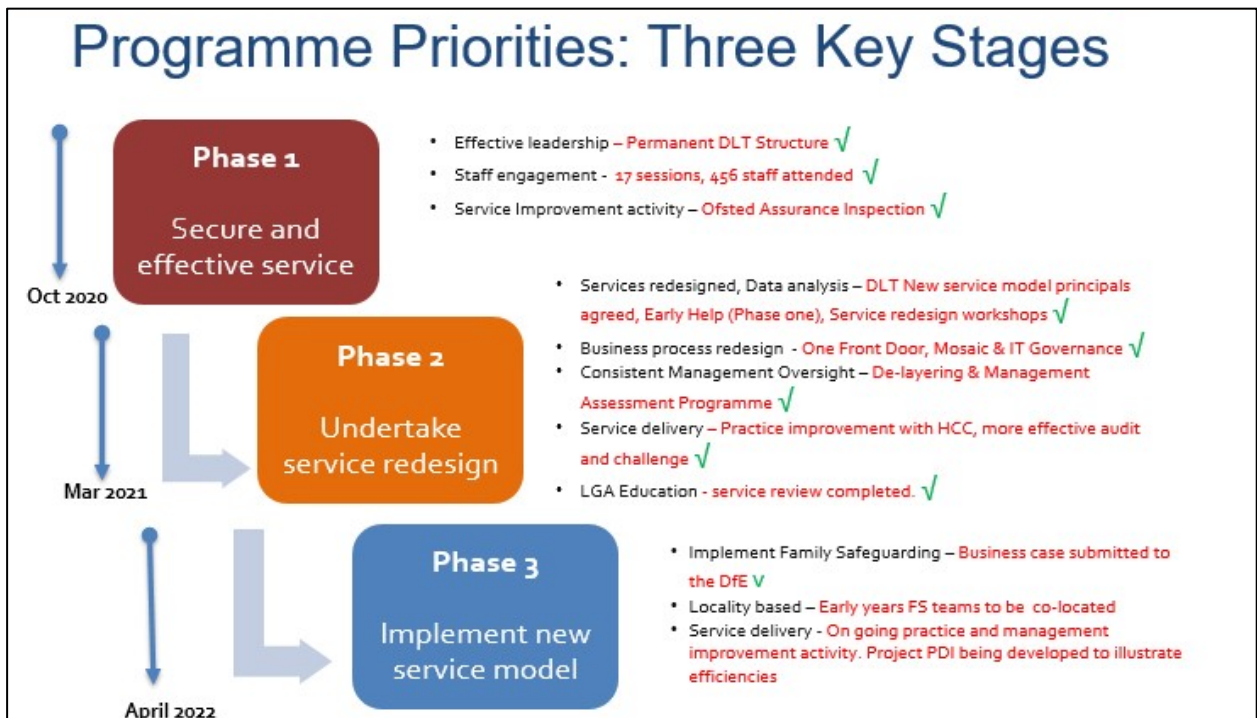 Programme Priorities: Three Key Stages
Phase 1
Secure and
effective service
Oct 2020
• Effective leadership – Permanent DLT Structure √
• Staff engagement - 17 sessions, 456 staff attended √
• Service Improvement activity – Ofsted Assurance Inspection √
Phase 2
Undertake
service redesign
Mar 2021
• Services redesigned, Data analysis – DLT New service model principals
agreed, Early Help (Phase one), Service redesign workshops √
• Business process redesign - One Front Door, Mosaic & IT Governance √
• Consistent Management Oversight – De-layering & Management
Assessment Programme √
• Service delivery – Practice improvement with HCC, more effective audit
and challenge √
• LGA Education - service review completed. √
Phase 3
Implement new
service model
April 2022
• Implement Family Safeguarding – Business case submitted to
the DfE V
• Locality based – Early years FS teams to be co-located
• Service delivery - On going practice and management
improvement activity. Project PDI being developed to illustrate
efficiencies